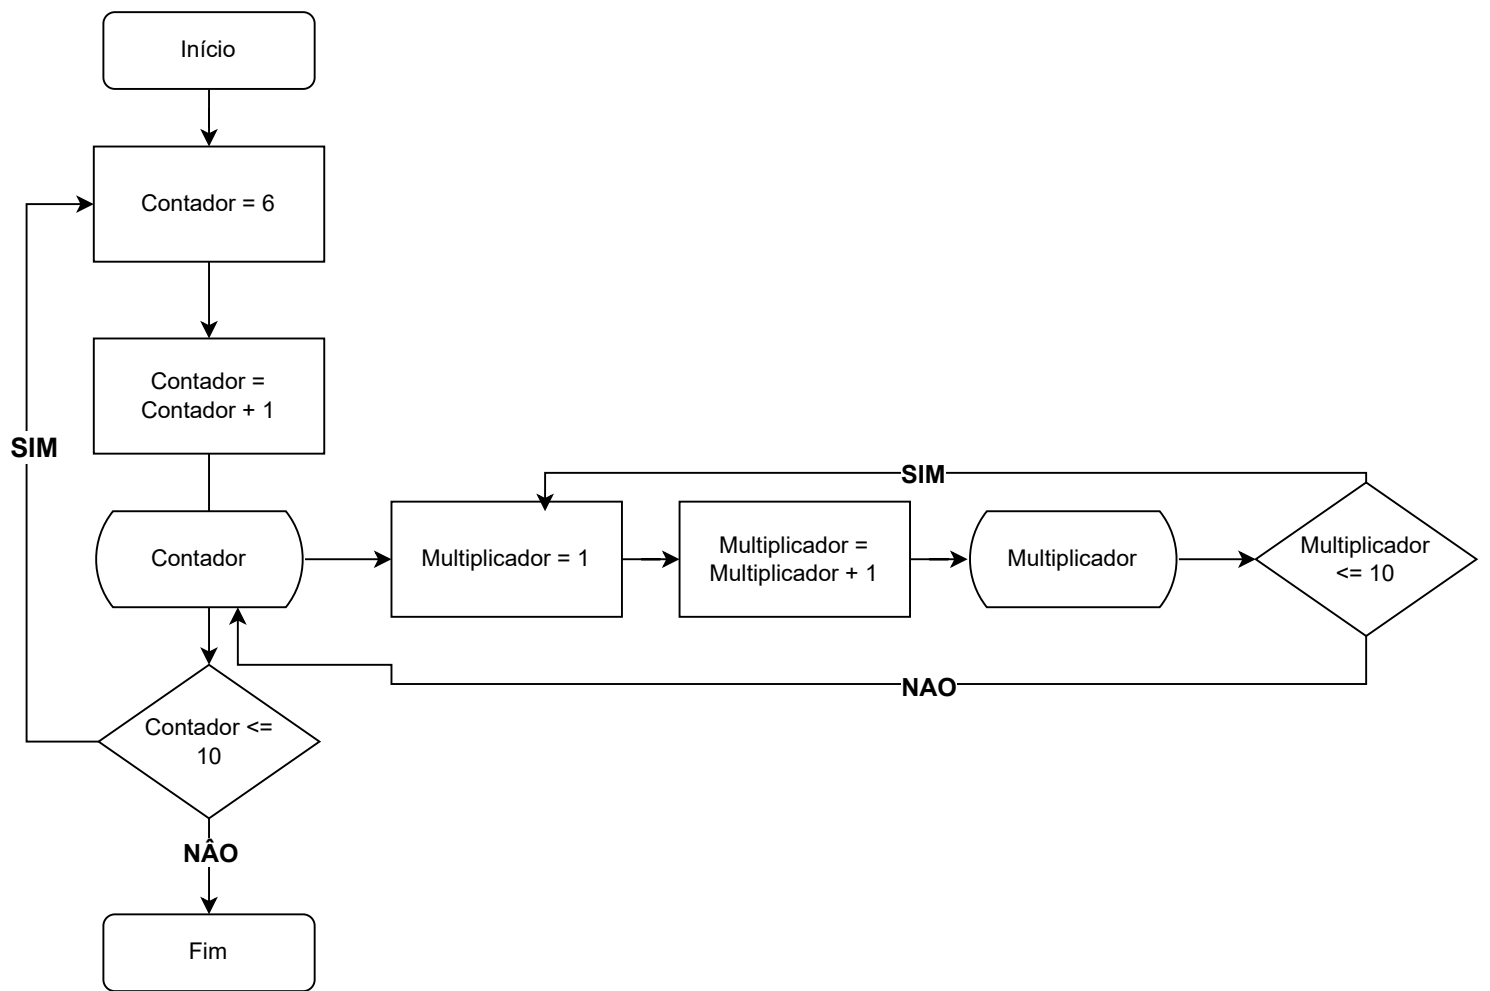 Início
Contador = 6
Contador =
Contador + 1
SIM
SIM
Contador
Multiplicador = 1
Multiplicador =
Multiplicador + 1
Multiplicador
Multiplicador
<= 10
NAO
Contador <=
10
NÂO
Fim